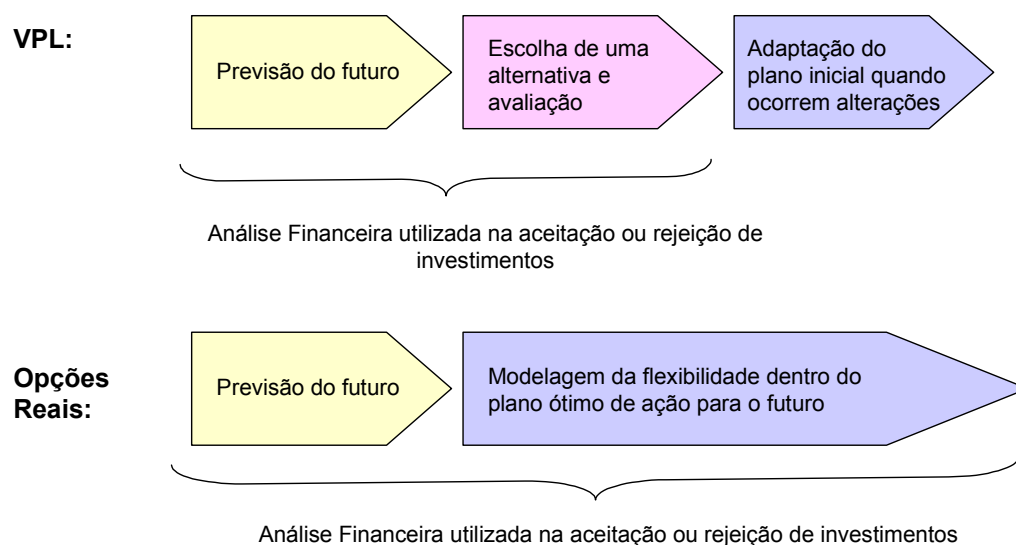 VPL:
Previsão do futuro
Escolha de uma
alternativa e
avaliação
Adaptação do
plano inicial quando
ocorrem alterações
Análise Financeira utilizada na aceitação ou rejeição de
investimentos
Opções
Reais:
Previsão do futuro
Modelagem da flexibilidade dentro do
plano ótimo de ação para o futuro
Análise Financeira utilizada na aceitação ou rejeição de investimentos